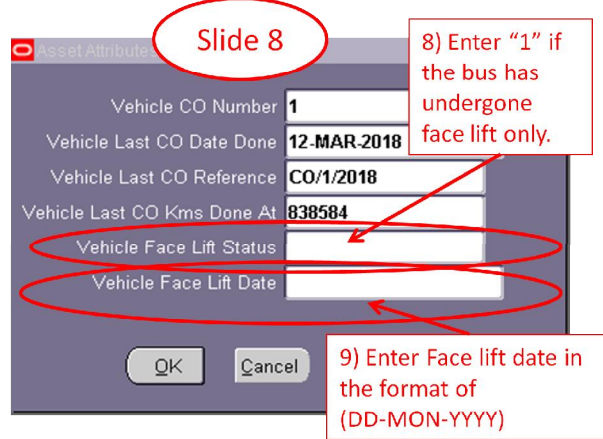 Slide 8
Asset Attributes
8) Enter “1” if
the bus has
undergone
face lift only.
Vehicle CO Number 1
Vehicle Last CO Date Done 12-MAR-2018
Vehicle Last CO Reference CO/1/2018
Vehicle Last CO Kms Done At 838584
Vehicle Face Lift Status
Vehicle Face Lift Date
OK Cancel
9) Enter Face lift date in
the format of
(DD-MON-YYYY)